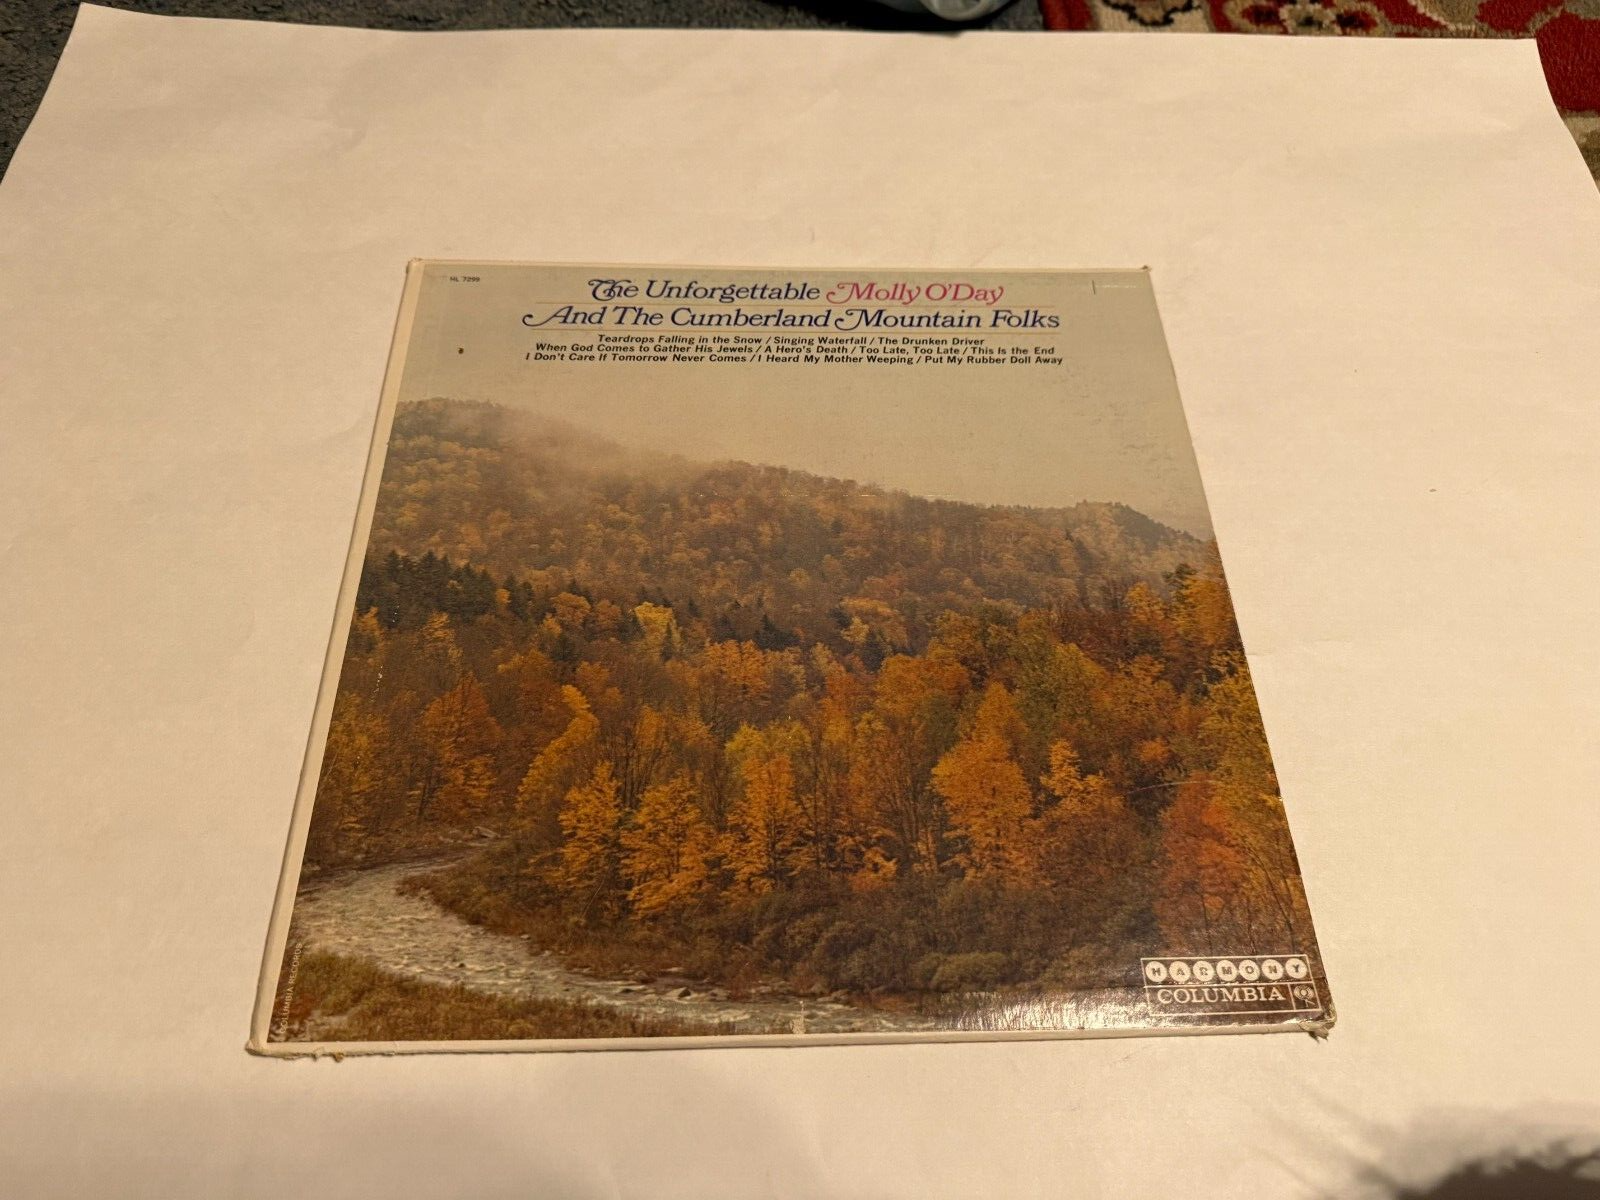 HL 7299
The Unforgettable Molly O'Day
And The Cumberland Mountain Folks
Teardrops Falling in the Snow / Singing Waterfall / The Drunken Driver
When God Comes to Gather His Jewels / A Hero's Death / Too Late, Too Late / This Is the End
I Don't Care If Tomorrow Never Comes / I Heard My Mother Weeping / Put My Rubber Doll Away
COLUMBIA RECORDS
HARMONY
COLUMBIA